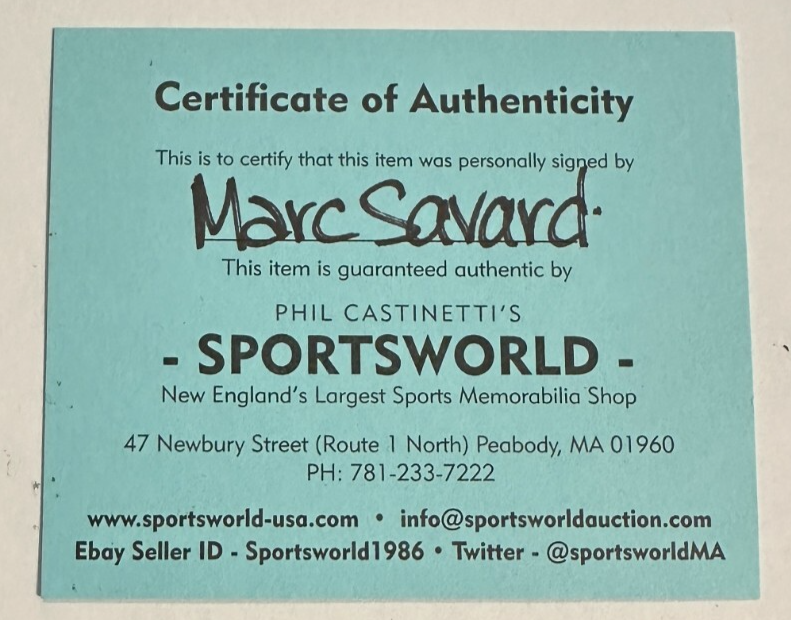 Certificate of Authenticity
This is to certify that this item was personally signed by
Marc Savard.
This item is guaranteed authentic by
PHIL CASTINETTI'S
- SPORTSWORLD -
New England's Largest Sports Memorabilia Shop
47 Newbury Street (Route 1 North) Peabody, MA 01960
PH: 781-233-7222
www.sportsworld-usa.com • info@sportsworldauction.com
Ebay Seller ID - Sportsworld1986 • Twitter - @sportsworldMA